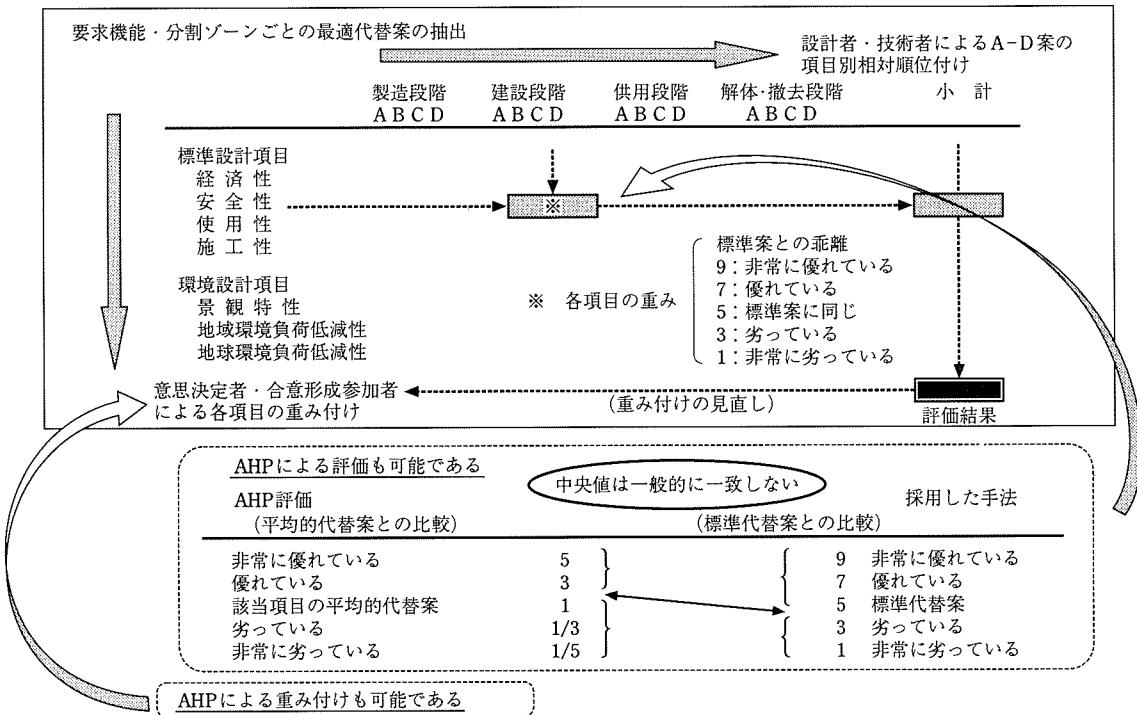 要求機能・分割ゾーンごとの最適代替案の抽出
設計者・技術者によるA-D案の
項目別相対順位付け
製造段階 建設段階 供用段階 解体・撤去段階 小 計
A B C D A B C D A B C D A B C D
標準設計項目
経 済 性
安 全 性
使 用 性
施 工 性
※
標準案との乖離
9：非常に優れている
7：優れている
※ 各項目の重み
5：標準案に同じ
3：劣っている
1：非常に劣っている
環境設計項目
景 観 特 性
地域環境負荷低減性
地球環境負荷低減性
意思決定者・合意形成参加者
による各項目の重み付け
(重み付けの見直し)
評価結果
AHPによる評価も可能である
中央値は一般的に一致しない
AHP評価 採用した手法
(平均的代替案との比較) (標準代替案との比較)
非常に優れている 5 9 非常に優れている
優れている 3 7 優れている
該当項目の平均的代替案 1 5 標準代替案
劣っている 1/3 3 劣っている
非常に劣っている 1/5 1 非常に劣っている
AHPによる重み付けも可能である